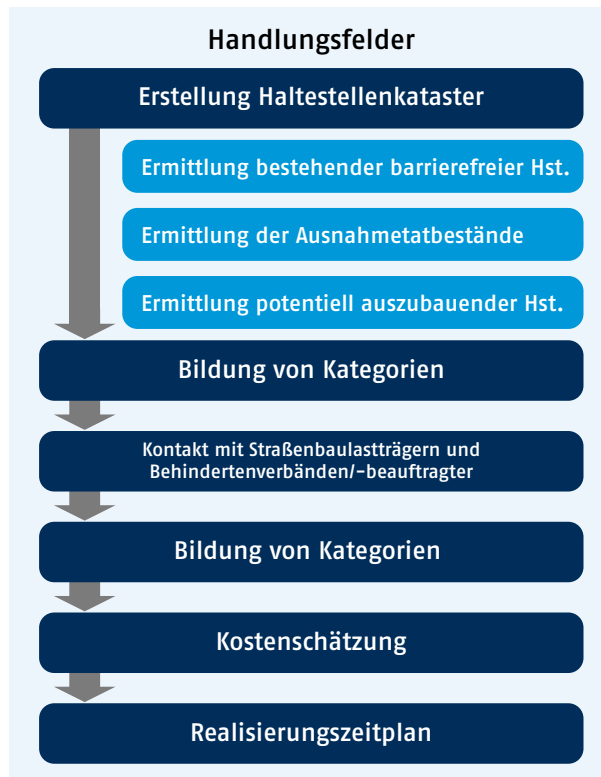 Handlungsfelder
Erstellung Haltestellenkataster
Ermittlung bestehender barrierefreier Hst.
Ermittlung der Ausnahmetatbestände
Ermittlung potentiell auszubauender Hst.
Bildung von Kategorien
Kontakt mit Straßenbaulastträgern und
Behindertenverbänden/-beauftragter
Bildung von Kategorien
Kostenschätzung
Realisierungszeitplan